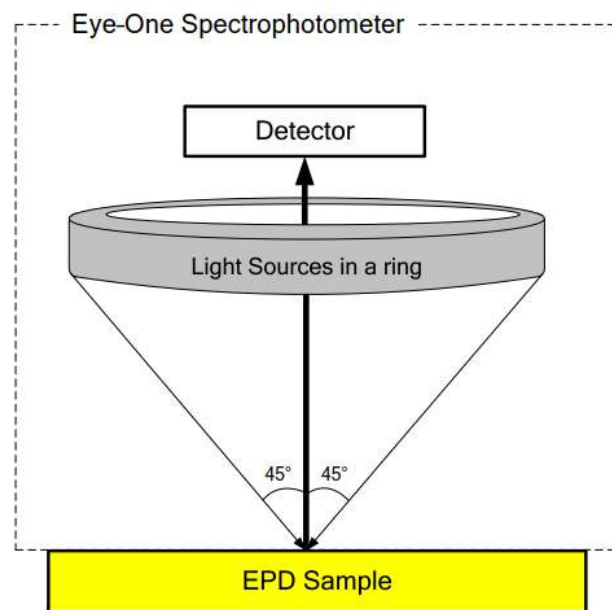 Eye-One Spectrophotometer
Detector
Light Sources in a ring
45° 45°
EPD Sample